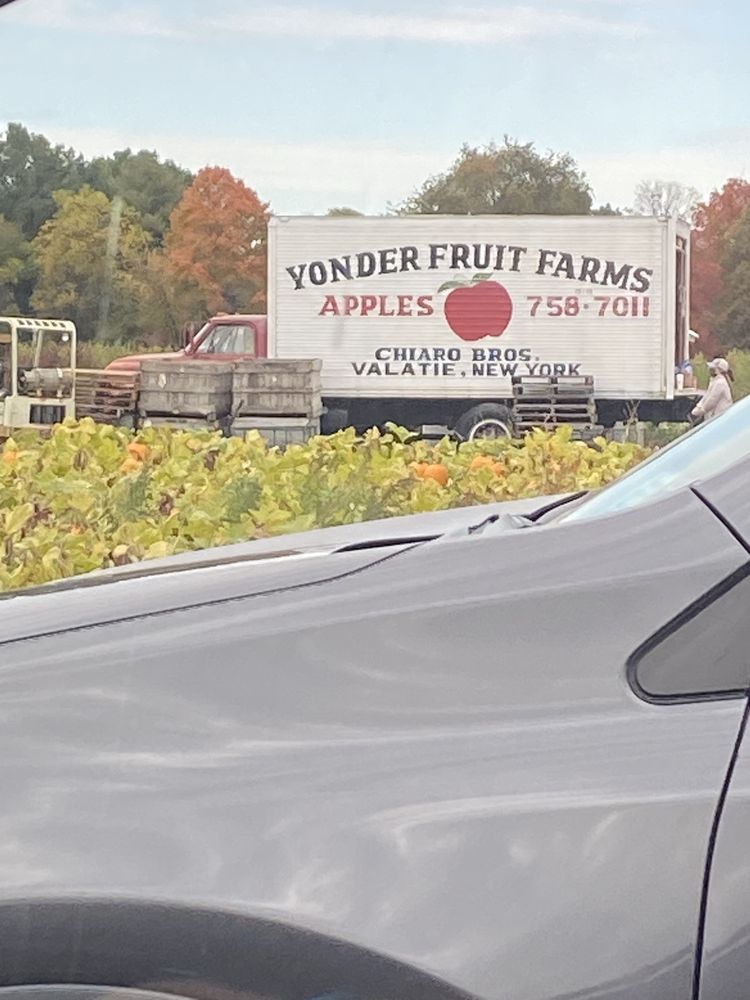 YONDER FRUIT FARMS
APPLES 758-7011
CHIARO BROS.
VALATIE, NEW YORK